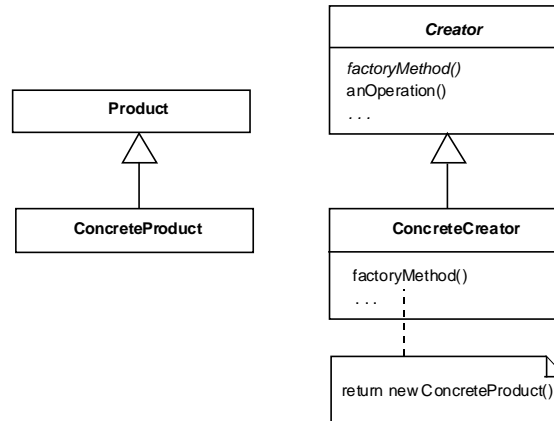 Product
ConcreteProduct
Creator
factoryMethod()
anOperation()
. . .
ConcreteCreator
factoryMethod()
. . .
return new ConcreteProduct()